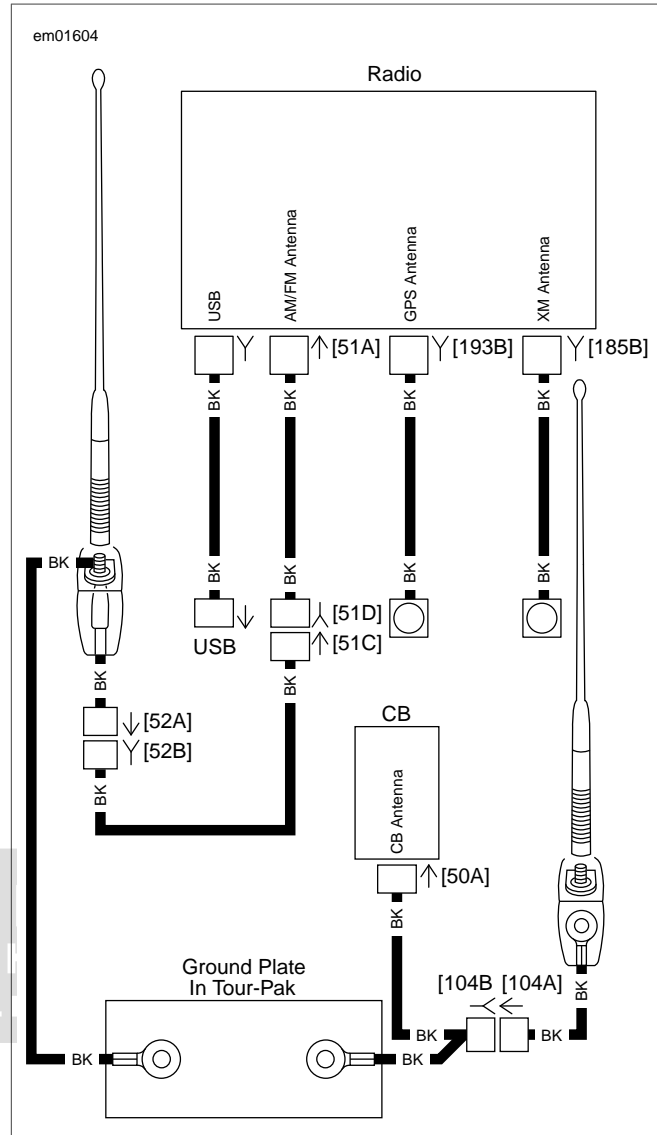 em01604
Radio
USB
AM/FM Antenna
GPS Antenna
XM Antenna
[51A]
[193B]
[185B]
BK
BK
BK
BK
BK
BK
BK
BK
BK
USB
[51D]
[51C]
BK
BK
[52A]
[52B]
BK
CB
CB Antenna
[50A]
BK
Ground Plate
In Tour-Pak
[104B
[104A]
BK
BK
BK
BK
BK